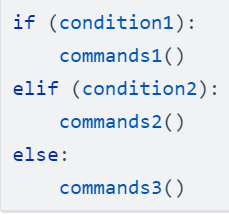 if (condition1):
    commands1()
elif (condition2):
    commands2()
else:
    commands3()